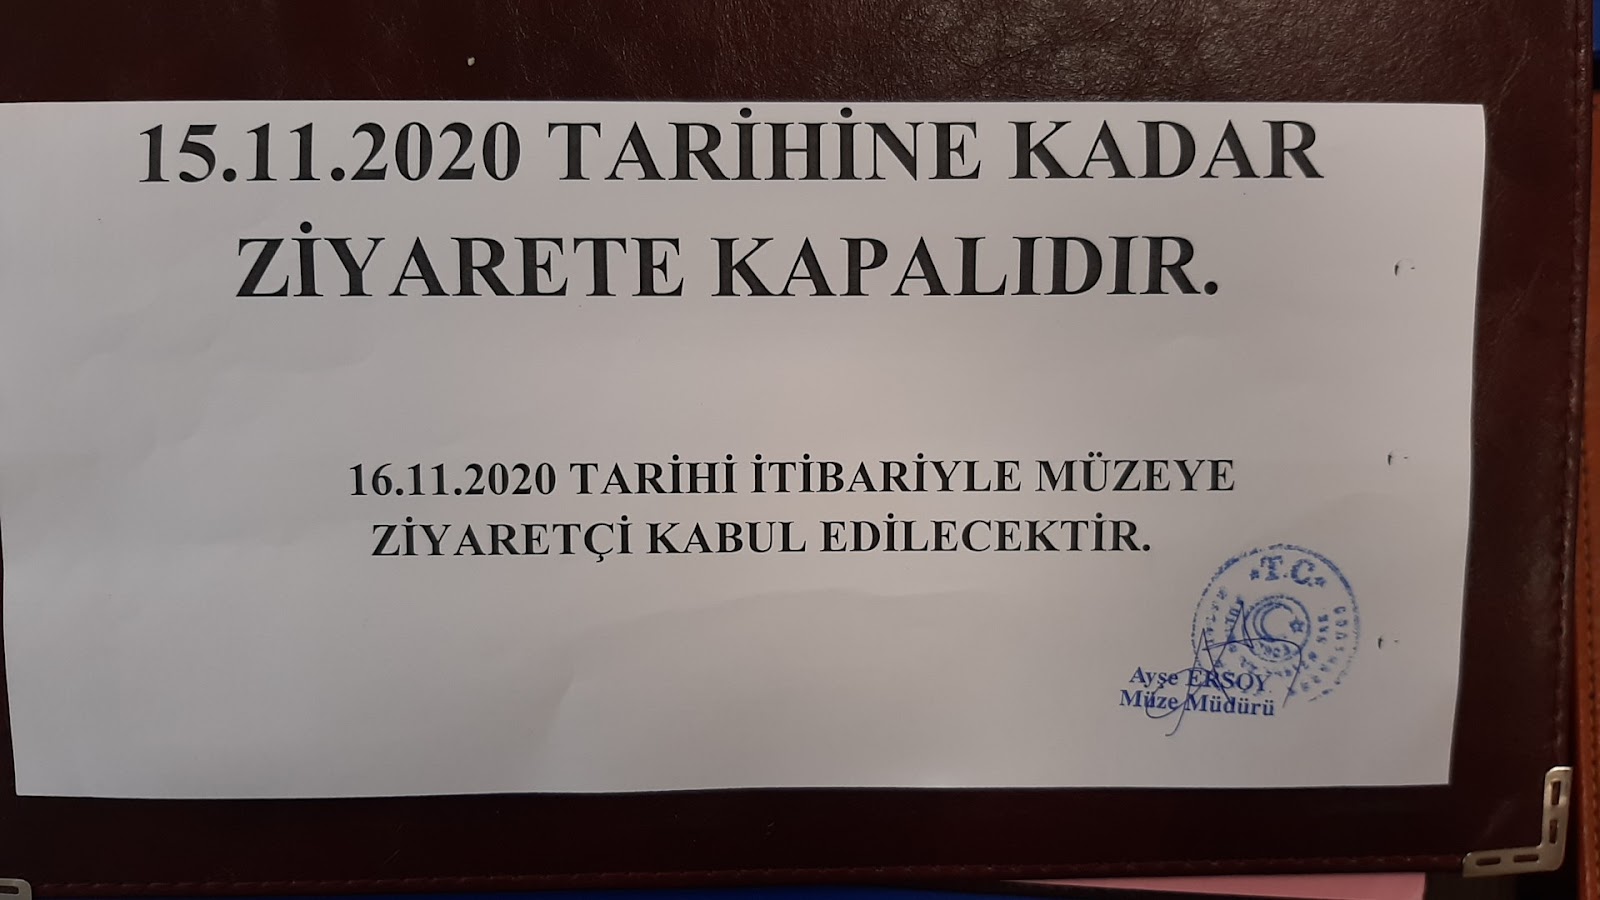 15.11.2020 TARİHİNE KADAR
ZİYARETE KAPALIDIR.
16.11.2020 TARİHİ İTİBARİYLE MÜZEYE
ZİYARETÇİ KABUL EDİLECEKTİR.
T.C.
Ayşe ERSOY
Müze Müdürü